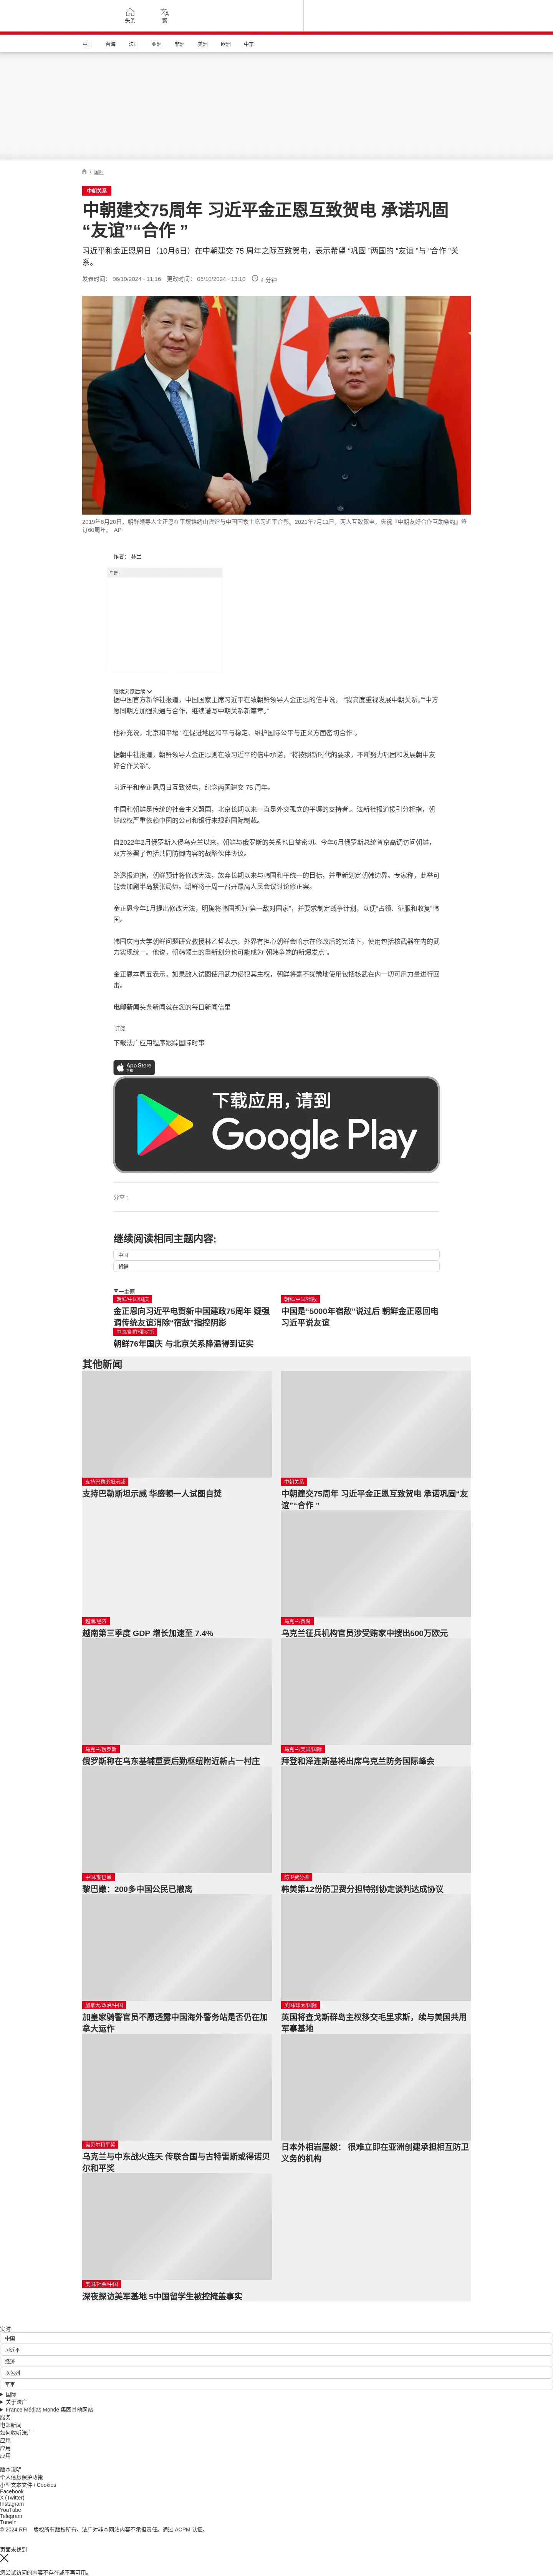 头条
繁
中国 台海 法国 亚洲 非洲 美洲 欧洲 中东
/ 国际
中朝关系
中朝建交75周年 习近平金正恩互致贺电 承诺巩固
“友谊”“合作 ”
习近平和金正恩周日（10月6日）在中朝建交 75 周年之际互致贺电，表示希望 “巩固 ”两国的 “友谊 ”与 “合作 ”关
系。
发表时间： 06/10/2024 - 11:16 更改时间： 06/10/2024 - 13:10 4 分钟
2019年6月20日，朝鲜领导人金正恩在平壤锦绣山宾馆与中国国家主席习近平合影。2021年7月11日，两人互致贺电，庆祝『中朝友好合作互助条约』签
订60周年。 AP
作者： 林兰
广告
继续浏览后续
据中国官方新华社报道，中国国家主席习近平在致朝鲜领导人金正恩的信中说， “我高度重视发展中朝关系。”“中方
愿同朝方加强沟通与合作，继续谱写中朝关系新篇章。”
他补充说，北京和平壤 “在促进地区和平与稳定、维护国际公平与正义方面密切合作”。
据朝中社报道，朝鲜领导人金正恩则在致习近平的信中承诺，“将按照新时代的要求，不断努力巩固和发展朝中友
好合作关系”。
习近平和金正恩周日互致贺电，纪念两国建交 75 周年。
中国和朝鲜是传统的社会主义盟国，北京长期以来一直是外交孤立的平壤的支持者.。法新社报道援引分析指，朝
鲜政权严重依赖中国的公司和银行来规避国际制裁。
自2022年2月俄罗斯入侵乌克兰以来，朝鲜与俄罗斯的关系也日益密切。今年6月俄罗斯总统普京高调访问朝鲜，
双方签署了包括共同防御内容的战略伙伴协议。
路透报道指，朝鲜预计将修改宪法，放弃长期以来与韩国和平统一的目标，并重新划定朝韩边界。专家称，此举可
能会加剧半岛紧张局势。朝鲜将于周一召开最高人民会议讨论修正案。
金正恩今年1月提出修改宪法，明确将韩国视为“第一敌对国家”，并要求制定战争计划，以便“占领、征服和收复”韩
国。
韩国庆南大学朝鲜问题研究教授林乙哲表示，外界有担心朝鲜会暗示在修改后的宪法下，使用包括核武器在内的武
力实现统一。他说，朝韩领土的重新划分也可能成为“朝韩争端的新爆发点”。
金正恩本周五表示，如果敌人试图使用武力侵犯其主权，朝鲜将毫不犹豫地使用包括核武在内一切可用力量进行回
击。
电邮新闻头条新闻就在您的每日新闻信里
订阅
下载法广应用程序跟踪国际时事
App Store
下载
下载应用，请到
Google Play
分享 :
继续阅读相同主题内容:
中国
朝鲜
同一主题
朝鲜/中国/国庆
金正恩向习近平电贺新中国建政75周年 疑强
调传统友谊消除“宿敌”指控阴影
朝鲜/中国/宿敌
中国是“5000年宿敌”说过后 朝鲜金正恩回电
习近平说友谊
中国/朝鲜/俄罗斯
朝鲜76年国庆 与北京关系降温得到证实
其他新闻
支持巴勒斯坦示威
支持巴勒斯坦示威 华盛顿一人试图自焚
中朝关系
中朝建交75周年 习近平金正恩互致贺电 承诺巩固“友
谊”“合作 ”
越南/经济
越南第三季度 GDP 增长加速至 7.4%
乌克兰/贪腐
乌克兰征兵机构官员涉受贿家中搜出500万欧元
乌克兰/俄罗斯
俄罗斯称在乌东基辅重要后勤枢纽附近新占一村庄
乌克兰/美国/国际
拜登和泽连斯基将出席乌克兰防务国际峰会
中国/黎巴嫩
黎巴嫩：200多中国公民已撤离
防卫费分摊
韩美第12份防卫费分担特别协定谈判达成协议
加拿大/政治/中国
加皇家骑警官员不愿透露中国海外警务站是否仍在加
拿大运作
英国/印太/国际
英国将查戈斯群岛主权移交毛里求斯，续与美国共用
军事基地
诺贝尔和平奖
乌克兰与中东战火连天 传联合国与古特雷斯或得诺贝
尔和平奖
日本外相岩屋毅： 很难立即在亚洲创建承担相互防卫
义务的机构
美国/社会/中国
深夜探访美军基地 5中国留学生被控掩盖事实
实时
中国
习近平
经济
以色列
军事
国际
关于法广
France Médias Monde 集团其他网站
服务
电邮新闻
如何收听法广
应用
应用
应用
版本说明
个人信息保护政策
小型文本文件 / Cookies
Facebook
X (Twitter)
Instagram
YouTube
Telegram
TuneIn
© 2024 RFI – 版权所有版权所有。法广对非本网站内容不承担责任。通过 ACPM 认证。
页面未找到
您尝试访问的内容不存在或不再可用。